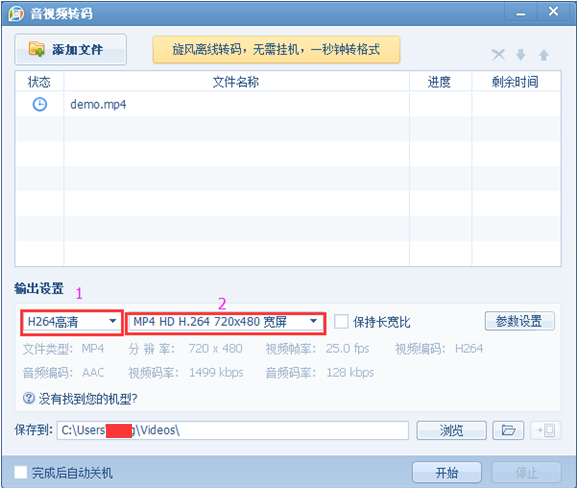 音视频转码
添加文件
旋风离线转码，无需挂机，一秒钟转格式
状态 文件名称 进度 剩余时间
demo.mp4
输出设置 1 2
H264高清 MP4 HD H.264 720x480 宽屏 保持长宽比 参数设置
文件类型: MP4 分 辨 率: 720 x 480 视频帧率: 25.0 fps 视频编码: H264
音频编码: AAC 视频码率: 1499 kbps 音频码率: 128 kbps
没有找到您的机型?
保存到: C:\Users g\Videos\ 浏览
完成后自动关机 开始 停止